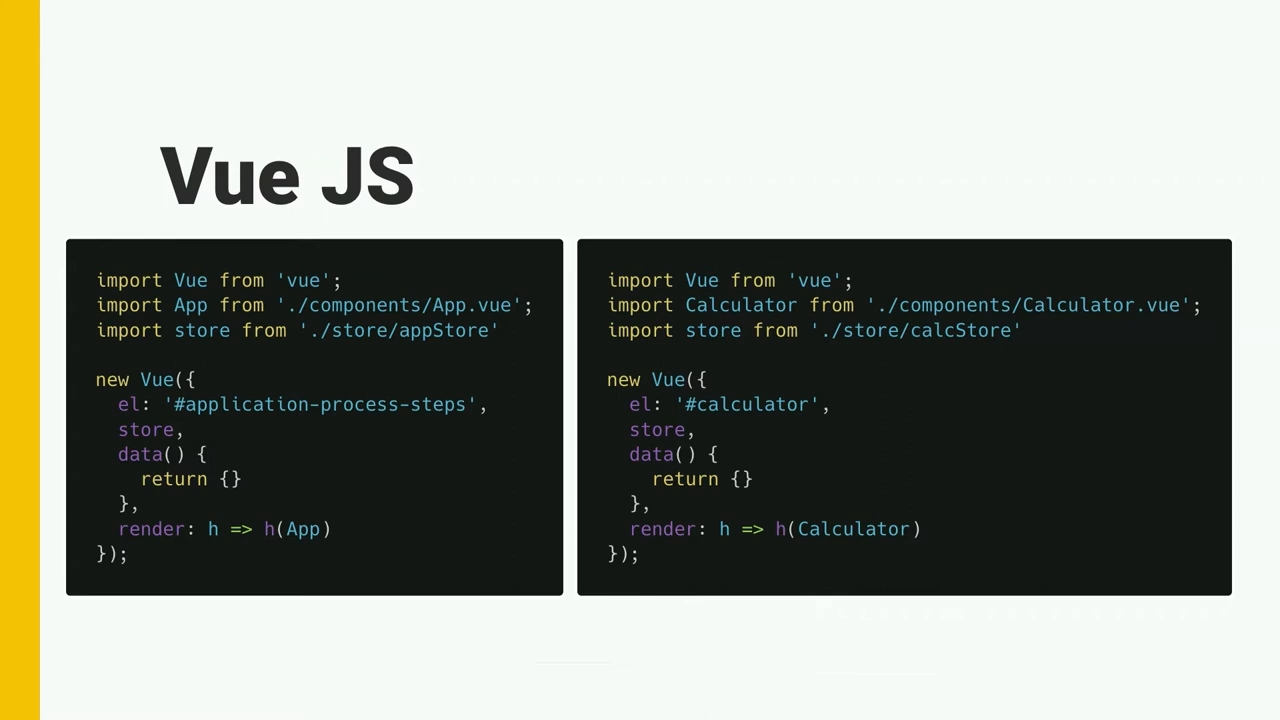 Vue JS
import Vue from 'vue';
import App from './components/App.vue';
import store from './store/appStore'
new Vue({
  el: '#application-process-steps',
  store,
  data() {
    return {}
  },
  render: h => h(App)
});
import Vue from 'vue';
import Calculator from './components/Calculator.vue';
import store from './store/calcStore'
new Vue({
  el: '#calculator',
  store,
  data() {
    return {}
  },
  render: h => h(Calculator)
});